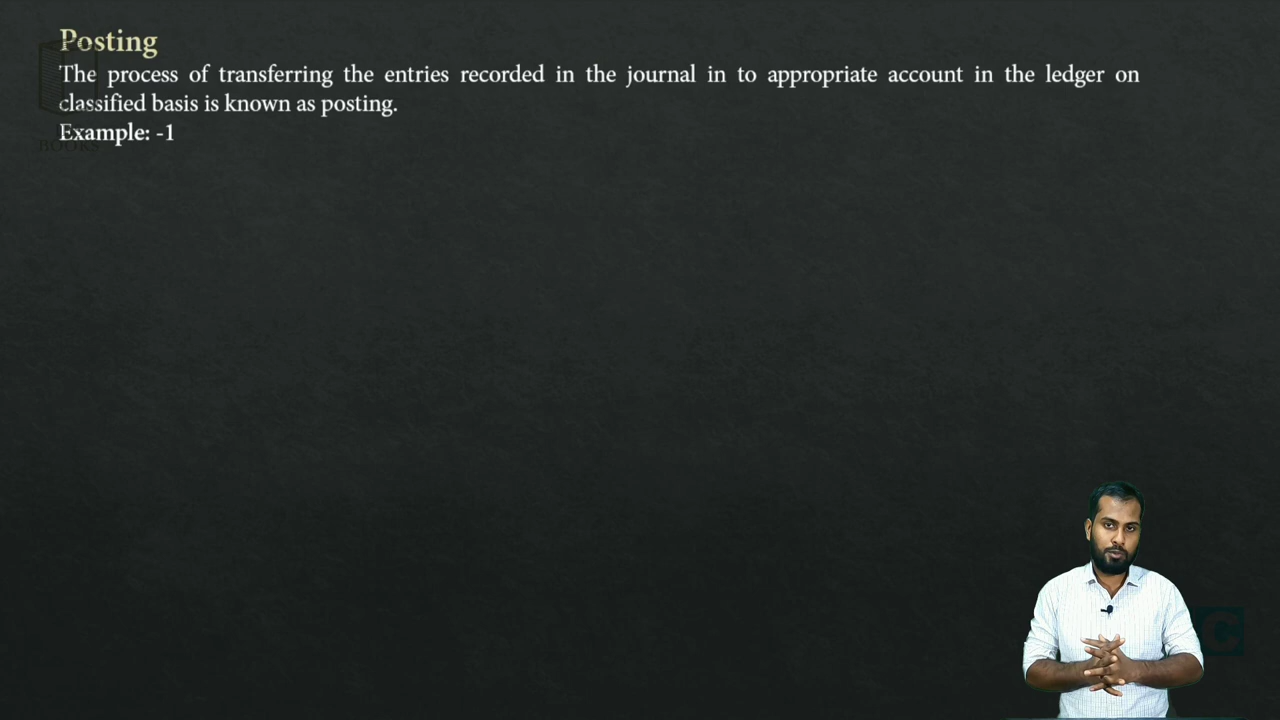 Posting
The process of transferring the entries recorded in the journal in to appropriate account in the ledger on
classified basis is known as posting.
Example: -1
BOOKS
C